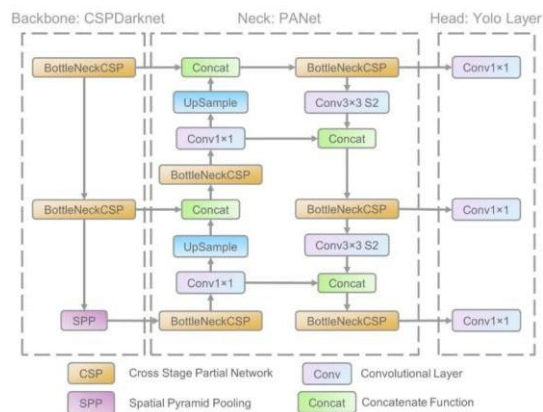 Backbone: CSPDarknet Neck: PANet Head: Yolo Layer
BottleNeckCSP Concat BottleNeckCSP Conv1×1
UpSample Conv3×3 S2
Conv1×1 Concat
BottleNeckCSP
BottleNeckCSP Concat BottleNeckCSP Conv1×1
UpSample Conv3×3 S2
Conv1×1 Concat
SPP BottleNeckCSP BottleNeckCSP Conv1×1
CSP Cross Stage Partial Network Conv Convolutional Layer
SPP Spatial Pyramid Pooling Concat Concatenate Function